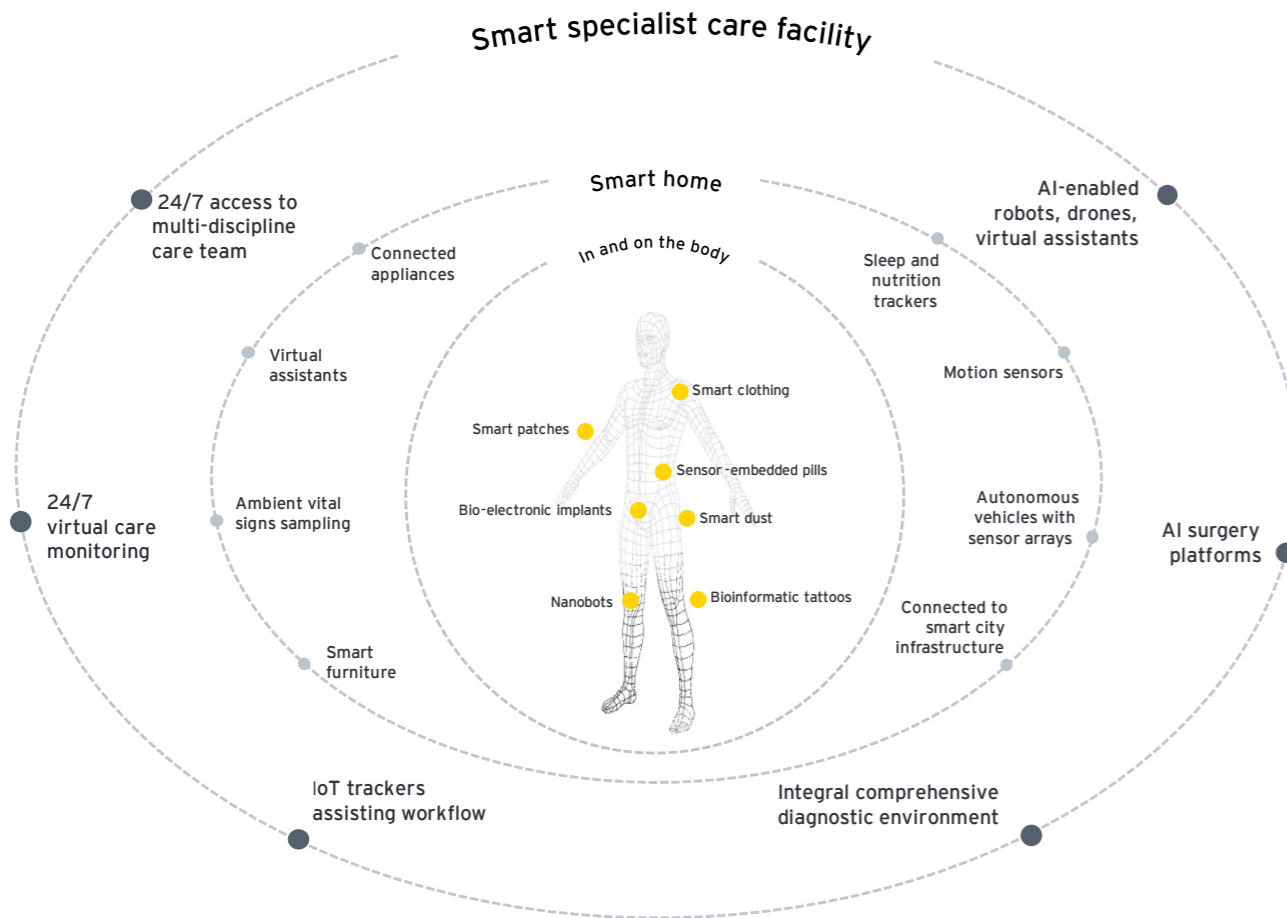 Smart specialist care facility
Smart home
In and on the body
24/7 access to
multi-discipline
care team
AI-enabled
robots, drones,
virtual assistants
Connected
appliances
Sleep and
nutrition
trackers
Virtual
assistants
Motion sensors
Smart clothing
Smart patches
Sensor-embedded pills
24/7
virtual care
monitoring
Ambient vital
signs sampling
Bio-electronic implants
Smart dust
Autonomous
vehicles with
sensor arrays
AI surgery
platforms
Nanobots
Bioinformatic tattoos
Connected to
smart city
infrastructure
Smart
furniture
IoT trackers
assisting workflow
Integral comprehensive
diagnostic environment